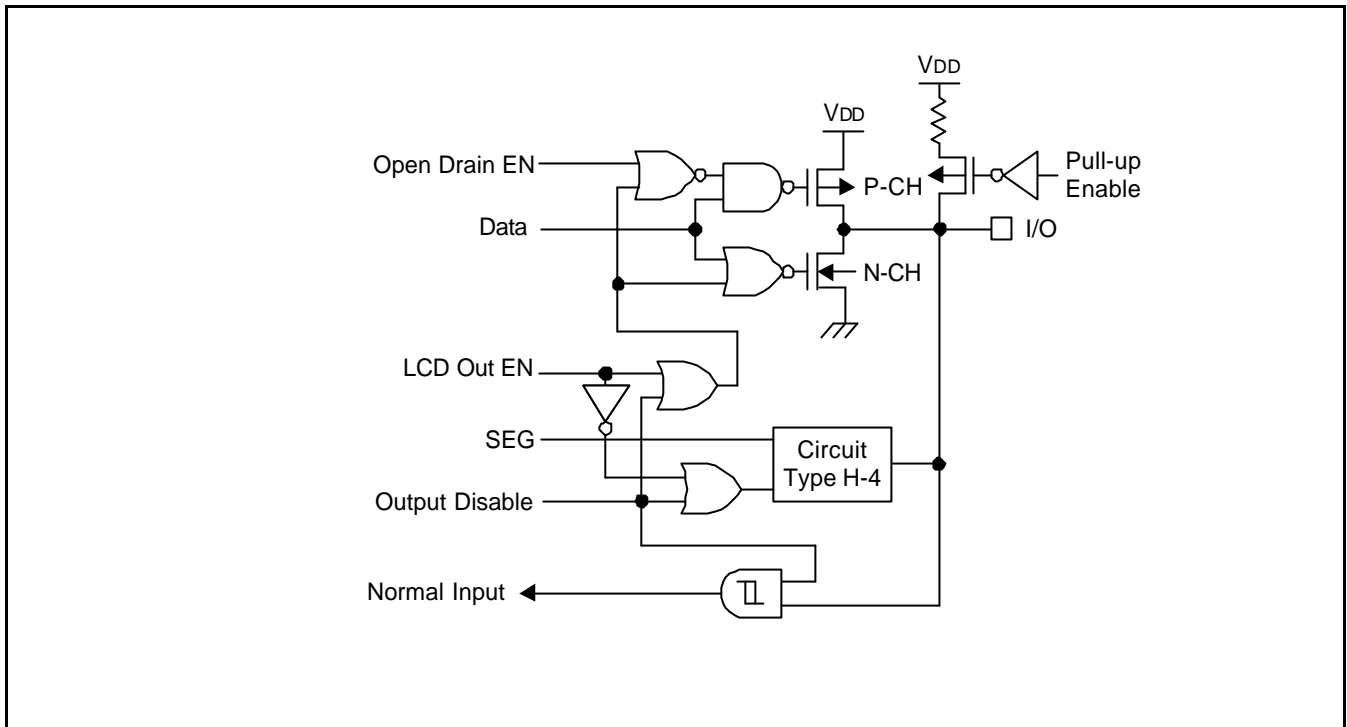 VDD
VDD
Open Drain EN
P-CH
Pull-up
Enable
Data
I/O
N-CH
LCD Out EN
SEG
Circuit
Type H-4
Output Disable
Normal Input